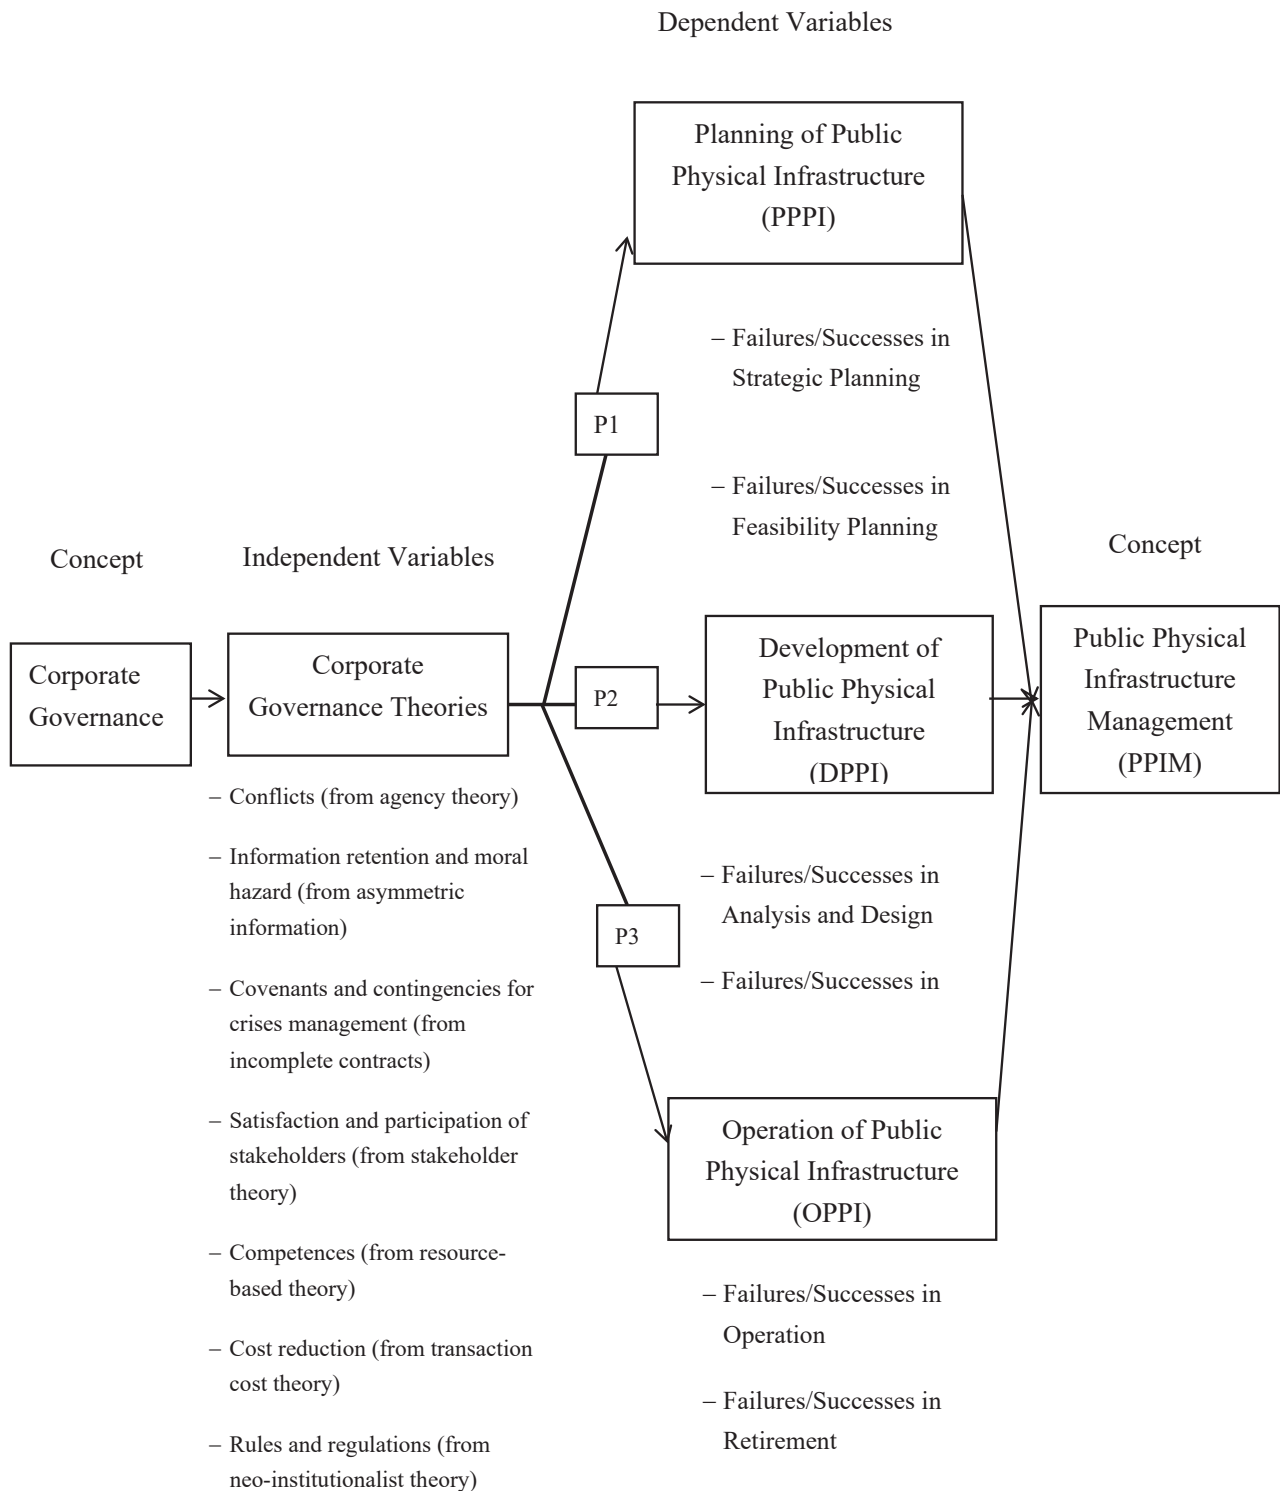 Dependent Variables
Planning of Public
Physical Infrastructure
(PPPI)
– Failures/Successes in
Strategic Planning
P1
– Failures/Successes in
Feasibility Planning
Concept
Independent Variables
Concept
Corporate
Governance
Corporate
Governance Theories
P2
Development of
Public Physical
Infrastructure
(DPPI)
Public Physical
Infrastructure
Management
(PPIM)
– Conflicts (from agency theory)
– Information retention and moral
hazard (from asymmetric
information)
– Covenants and contingencies for
crises management (from
incomplete contracts)
– Satisfaction and participation of
stakeholders (from stakeholder
theory)
– Competences (from resource-
based theory)
– Cost reduction (from transaction
cost theory)
– Rules and regulations (from
neo-institutionalist theory)
P3
– Failures/Successes in
Analysis and Design
– Failures/Successes in
Operation of Public
Physical Infrastructure
(OPPI)
– Failures/Successes in
Operation
– Failures/Successes in
Retirement